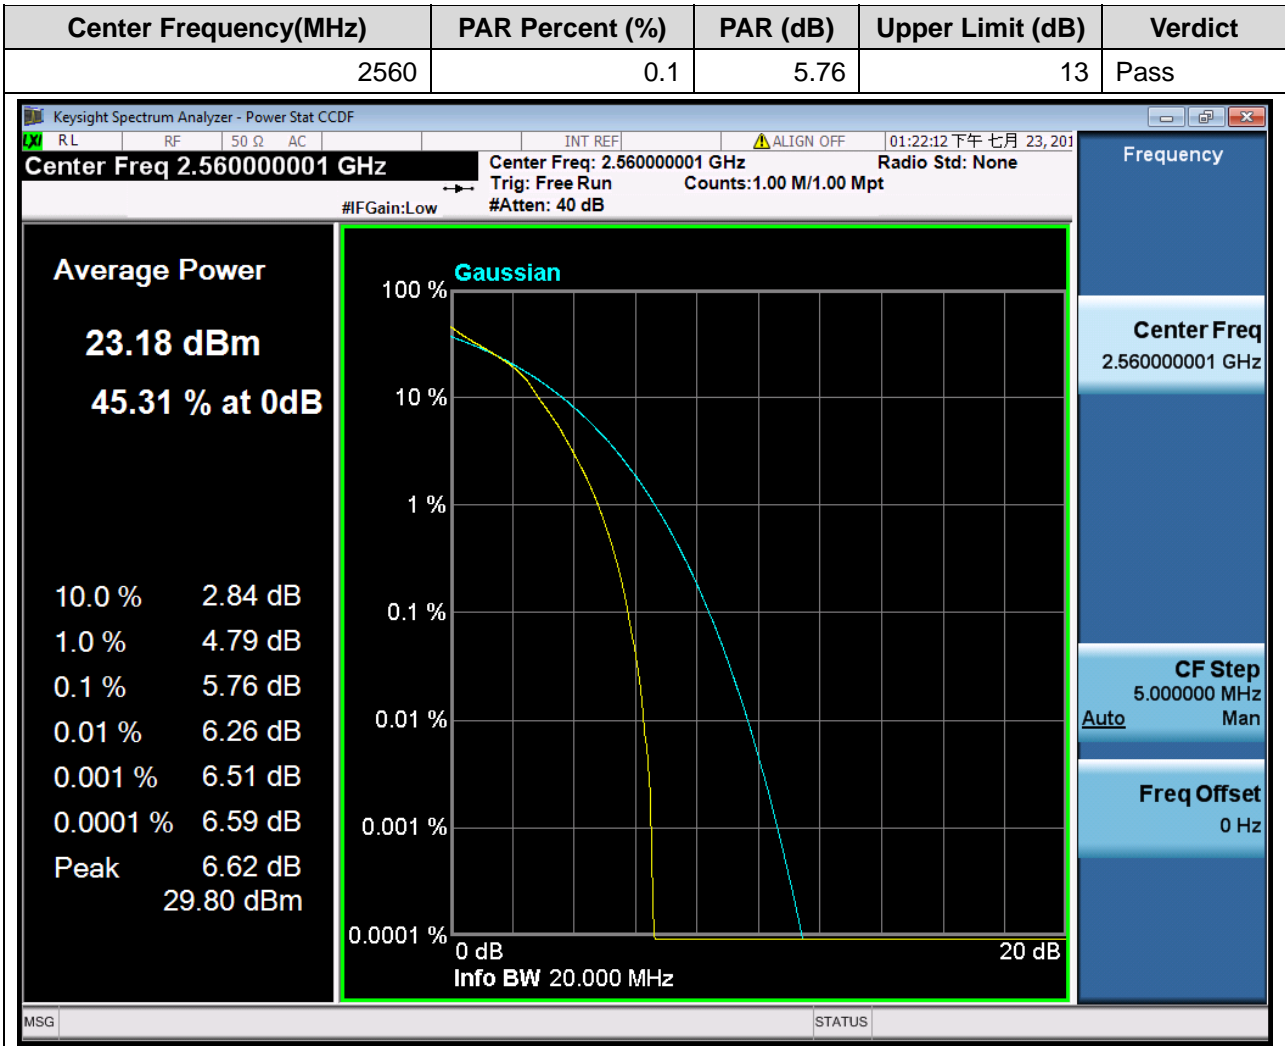 Center Frequency(MHz) PAR Percent (%) PAR (dB) Upper Limit (dB) Verdict
2560 0.1 5.76 13 Pass
Keysight Spectrum Analyzer - Power Stat CCDF
LXI RL RF 50 Ω AC INT REF ALIGN OFF 01:22:12 下午 七月 23, 201
Center Freq 2.560000001 GHz
Center Freq: 2.560000001 GHz Radio Std: None
Trig: Free Run Counts:1.00 M/1.00 Mpt
#IFGain:Low #Atten: 40 dB
Frequency
Average Power
23.18 dBm
45.31 % at 0dB
10.0 % 2.84 dB
1.0 % 4.79 dB
0.1 % 5.76 dB
0.01 % 6.26 dB
0.001 % 6.51 dB
0.0001 % 6.59 dB
Peak 6.62 dB
29.80 dBm
Gaussian
100 %
10 %
1 %
0.1 %
0.01 %
0.001 %
0.0001 %
0 dB 20 dB
Info BW 20.000 MHz
Center Freq
2.560000001 GHz
CF Step
5.000000 MHz
Auto Man
Freq Offset
0 Hz
MSG STATUS